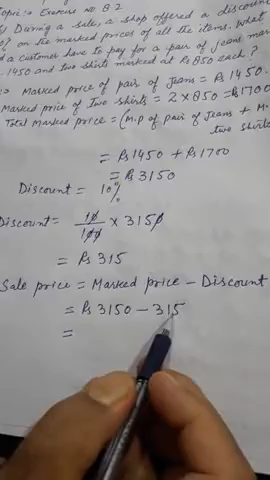 Topic:- Exercise no 8.2
During a sale, a shop offered a discount
10% on the marked prices of all the items. What
a customer have to pay for a pair of jeans mar
1450 and two shirts marked at Rs 850 each?
:- Marked price of pair of Jeans = Rs 1450.
Marked price of Two shirts = 2 × 850 = Rs 1700
Total Marked price = (M.P of pair of Jeans + M.
two shirts
= Rs 1450 + Rs 1700
= Rs 3150
Discount = 10%
Discount = 10/100 × 3150
= Rs 315
Sale price = Marked price - Discount
= Rs 3150 - 315
=